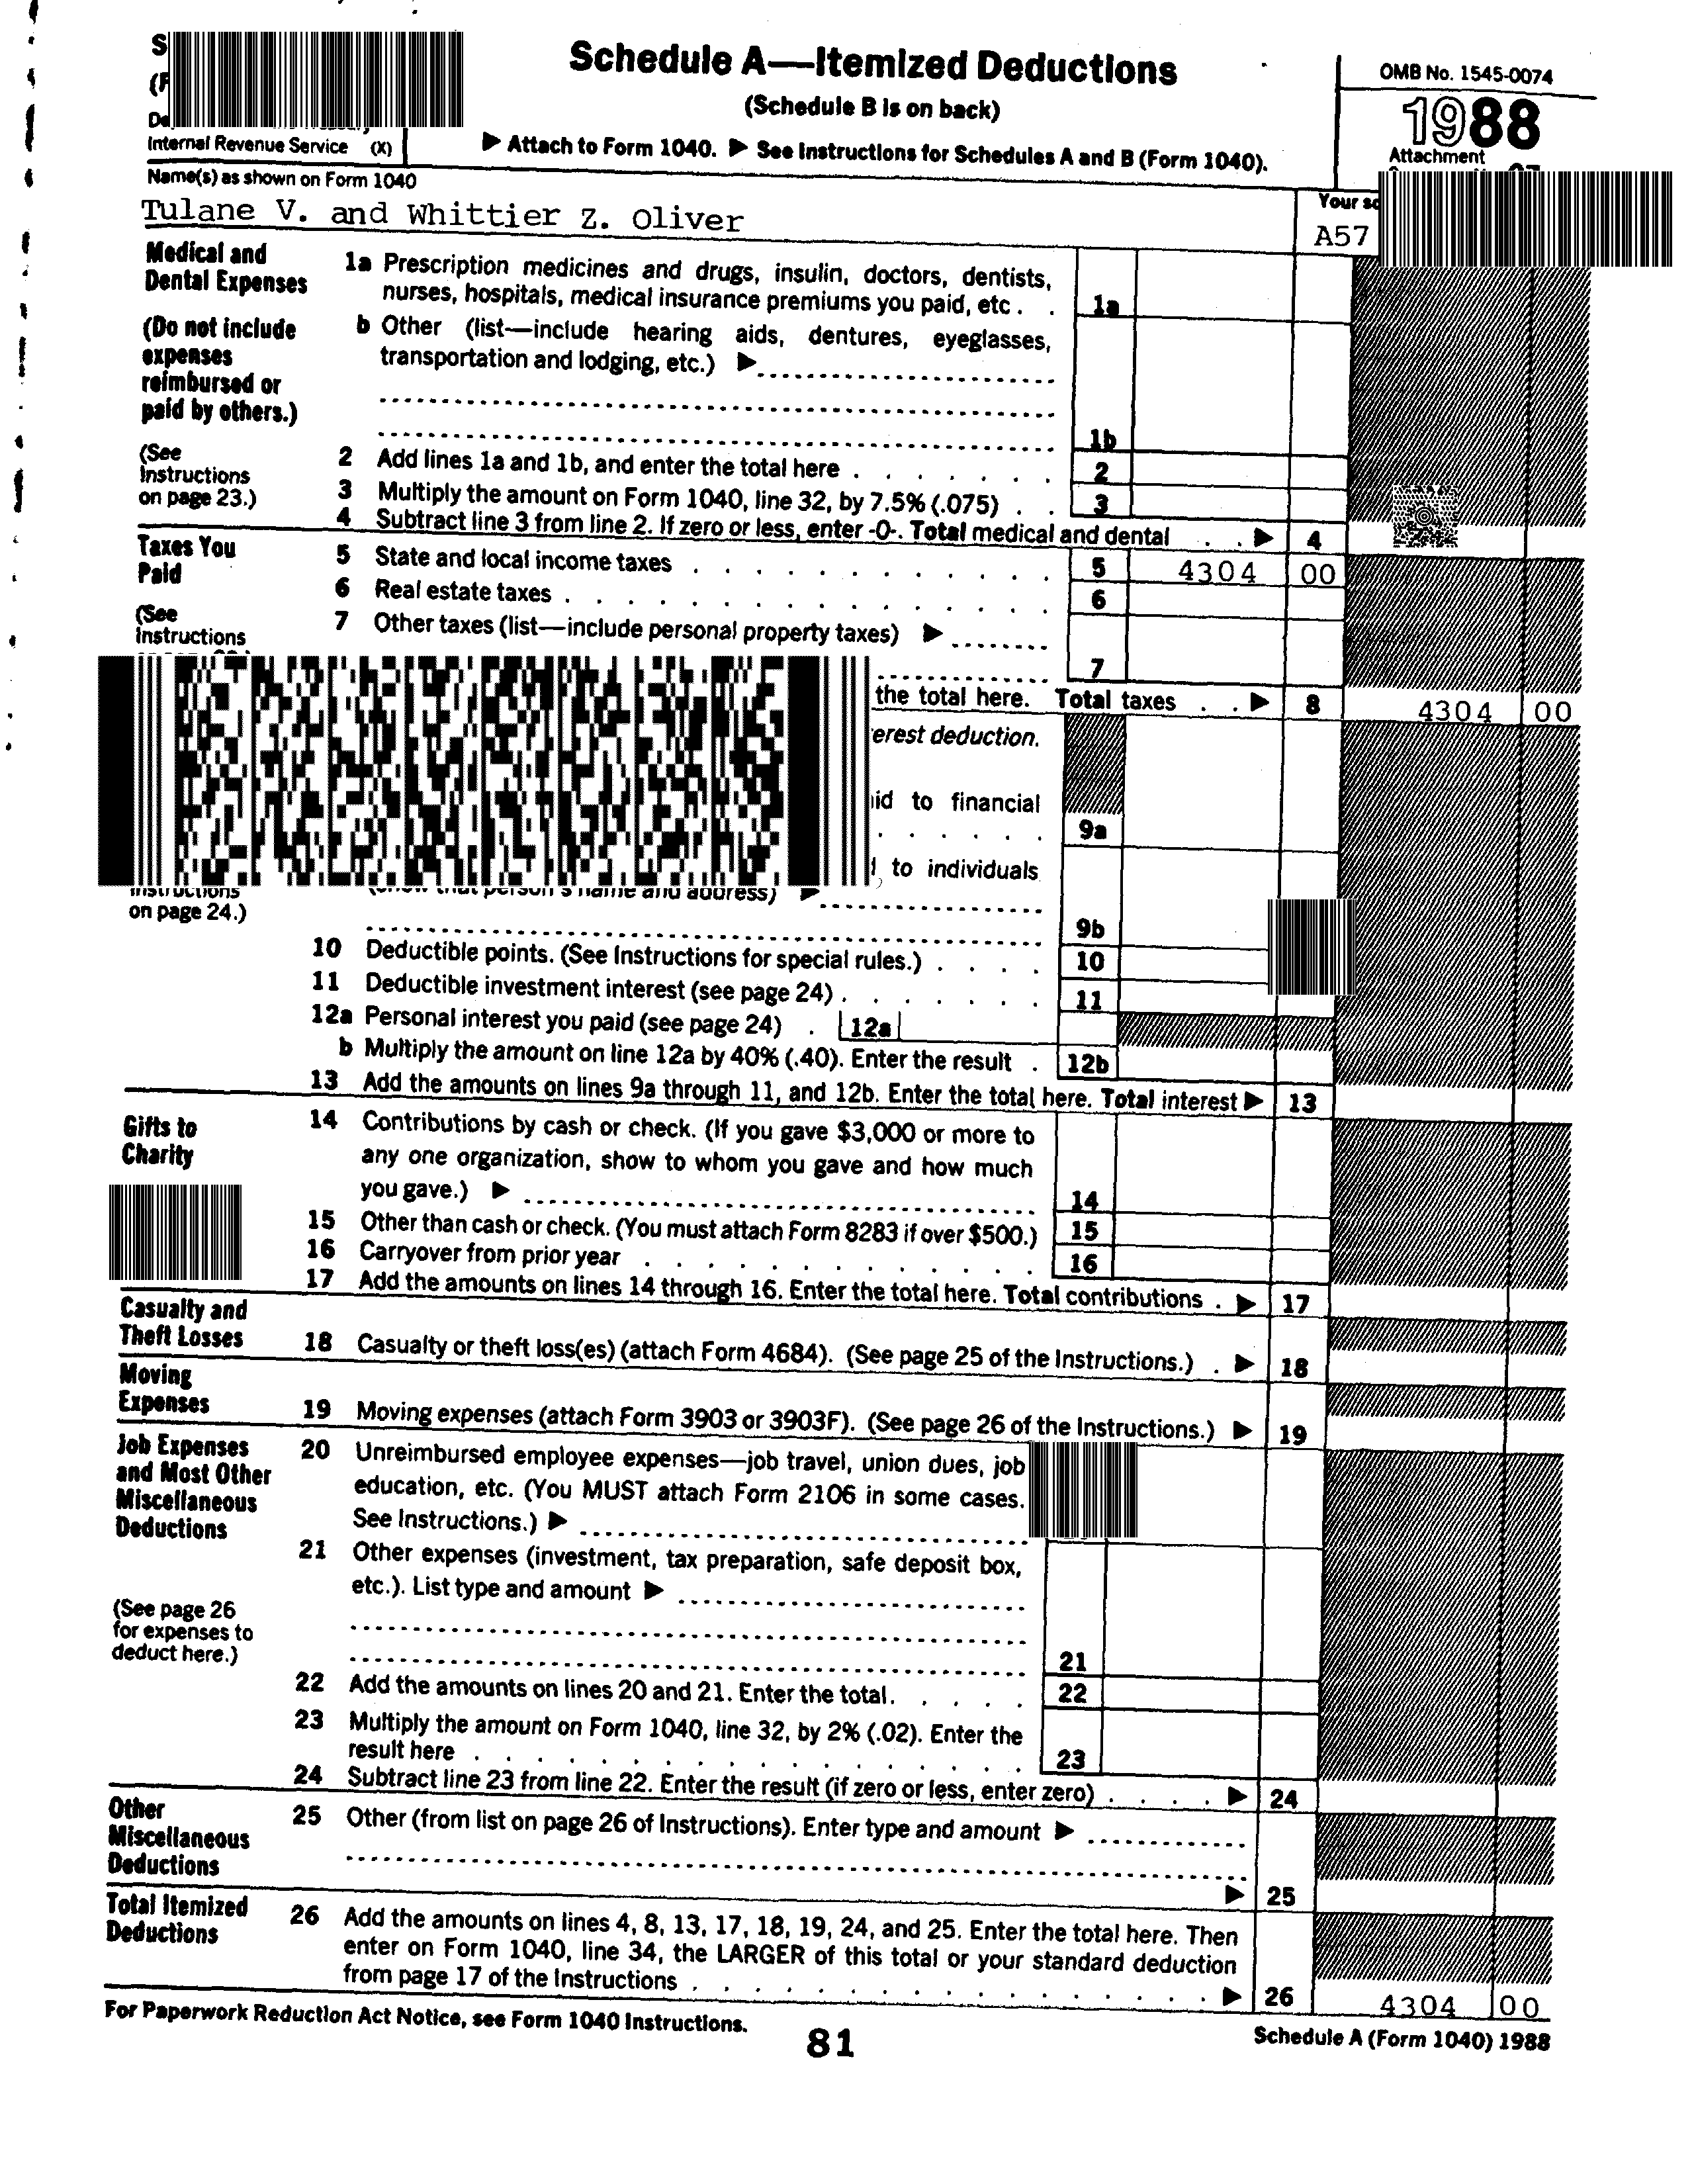 Schedule A—Itemized Deductions
(Schedule B is on back)
▶ Attach to Form 1040. ▶ See Instructions for Schedules A and B (Form 1040).
OMB No. 1545-0074
1988
Attachment
Internal Revenue Service (X)
Name(s) as shown on Form 1040
Your
Tulane V. and Whittier Z. Oliver
A57
Medical and Dental Expenses
(Do not include expenses reimbursed or paid by others.)
(See Instructions on page 23.)
1a Prescription medicines and drugs, insulin, doctors, dentists,
nurses, hospitals, medical insurance premiums you paid, etc . . 1a
b Other (list—include hearing aids, dentures, eyeglasses,
transportation and lodging, etc.) ▶
1b
2 Add lines 1a and 1b, and enter the total here . . . . . . 2
3 Multiply the amount on Form 1040, line 32, by 7.5% (.075) . . 3
4 Subtract line 3 from line 2. If zero or less, enter -0-. Total medical and dental . . ▶ 4
Taxes You Paid
(See Instructions
5 State and local income taxes . . . . . . . . . . . 5 4304 00
6 Real estate taxes . . . . . . . . . . . . . . 6
7 Other taxes (list—include personal property taxes) ▶
7
the total here. Total taxes . . ▶ 8 4304 00
deduction.
to financial
9a
to individuals
(show that person's name and address) ▶
Instructions
on page 24.)
9b
10 Deductible points. (See Instructions for special rules.) . . . . 10
11 Deductible investment interest (see page 24) . . . . . . . 11
12a Personal interest you paid (see page 24) . 12a
b Multiply the amount on line 12a by 40% (.40). Enter the result . 12b
13 Add the amounts on lines 9a through 11, and 12b. Enter the total here. Total interest ▶ 13
Gifts to Charity
14 Contributions by cash or check. (If you gave $3,000 or more to
any one organization, show to whom you gave and how much
you gave.) ▶ 14
15 Other than cash or check. (You must attach Form 8283 if over $500.) 15
16 Carryover from prior year . . . . . . . . . . . . 16
17 Add the amounts on lines 14 through 16. Enter the total here. Total contributions . ▶ 17
Casualty and Theft Losses
18 Casualty or theft loss(es) (attach Form 4684). (See page 25 of the Instructions.) . ▶ 18
Moving Expenses
19 Moving expenses (attach Form 3903 or 3903F). (See page 26 of the Instructions.) ▶ 19
Job Expenses and Most Other Miscellaneous Deductions
(See page 26 for expenses to deduct here.)
20 Unreimbursed employee expenses—job travel, union dues, job
education, etc. (You MUST attach Form 2106 in some cases.
See Instructions.) ▶
21 Other expenses (investment, tax preparation, safe deposit box,
etc.). List type and amount ▶
21
22 Add the amounts on lines 20 and 21. Enter the total. . . . . 22
23 Multiply the amount on Form 1040, line 32, by 2% (.02). Enter the
result here . . . . . . . . . . . . . . . . 23
24 Subtract line 23 from line 22. Enter the result (if zero or less, enter zero) . . . . ▶ 24
Other Miscellaneous Deductions
25 Other (from list on page 26 of Instructions). Enter type and amount ▶
▶ 25
Total Itemized Deductions
26 Add the amounts on lines 4, 8, 13, 17, 18, 19, 24, and 25. Enter the total here. Then
enter on Form 1040, line 34, the LARGER of this total or your standard deduction
from page 17 of the Instructions . . . . . . . . . . . . . . . ▶ 26 4304 00
For Paperwork Reduction Act Notice, see Form 1040 Instructions.
81
Schedule A (Form 1040) 1988